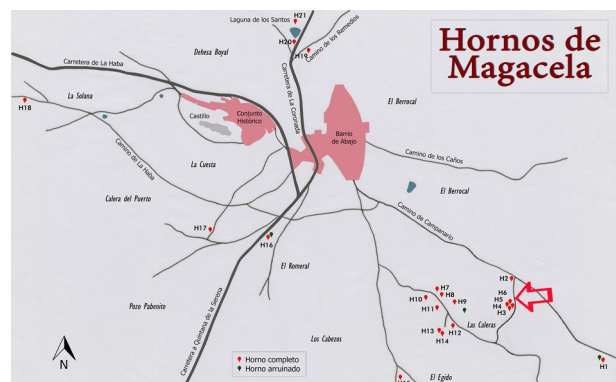 Hornos de
Magacela
H21
Laguna de los Santos
H20
Camino de los Remedios
H19
Dehesa Boyal
Carretera de La Haba
Carretera de La Coronada
La Solana
H18
Conjunto
Histórico
Castillo
Barrio
de Abajo
El Berrocal
Camino de los Caños
Camino de La Haba
La Cuesta
El Berrocal
Calera del Puerto
Camino de Campanario
H17
H16
El Romeral
H2
H7
H6
H8
H5
H10
H9
H4
H3
H11
Pozo Pabenito
Las Caleras
H12
H13
H14
Carretera a Quintana de la Serena
Los Cabezos
N
Horno completo
Horno arruinado
H1
El Egido